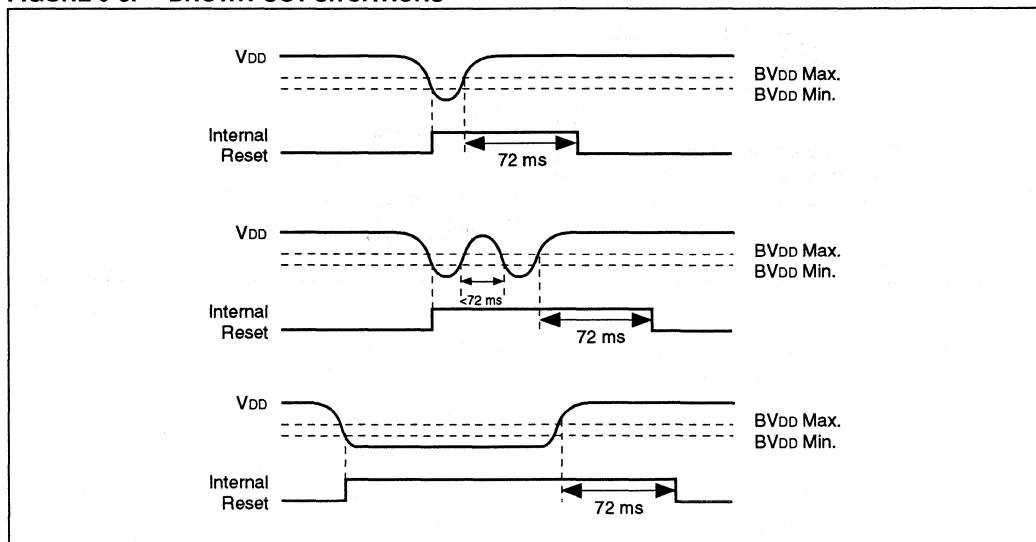 VDD
BVDD Max.
BVDD Min.
Internal
Reset
72 ms
VDD
BVDD Max.
BVDD Min.
<72 ms
Internal
Reset
72 ms
VDD
BVDD Max.
BVDD Min.
Internal
Reset
72 ms